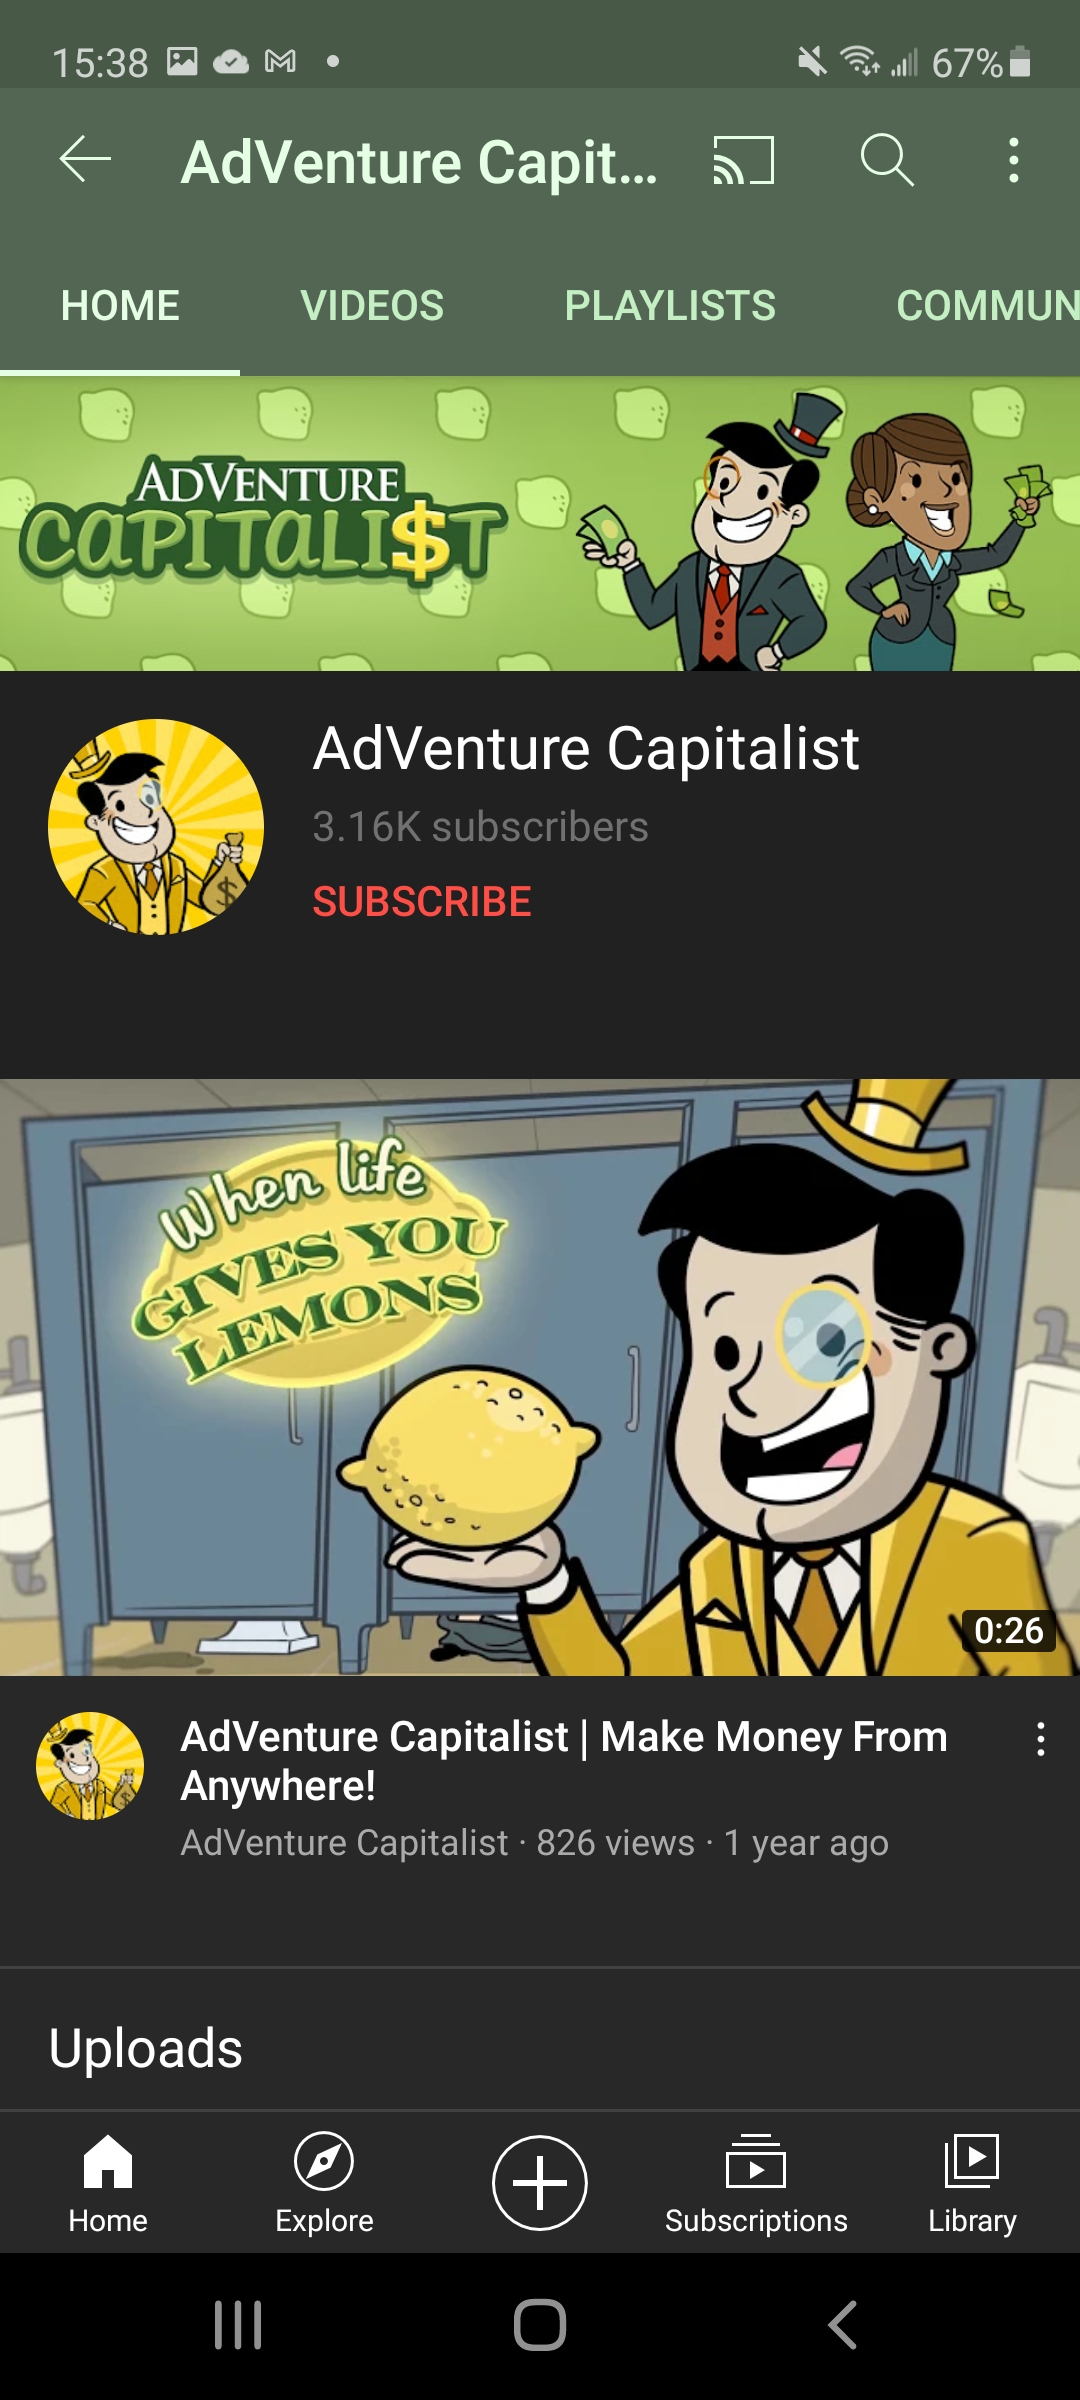 15:38 67%
AdVenture Capit...
HOME VIDEOS PLAYLISTS COMMUN
ADVENTURE
CAPITALI$T
AdVenture Capitalist
3.16K subscribers
SUBSCRIBE
When life
GIVES YOU
LEMONS
0:26
AdVenture Capitalist | Make Money From
Anywhere!
AdVenture Capitalist · 826 views · 1 year ago
Uploads
Home Explore Subscriptions Library